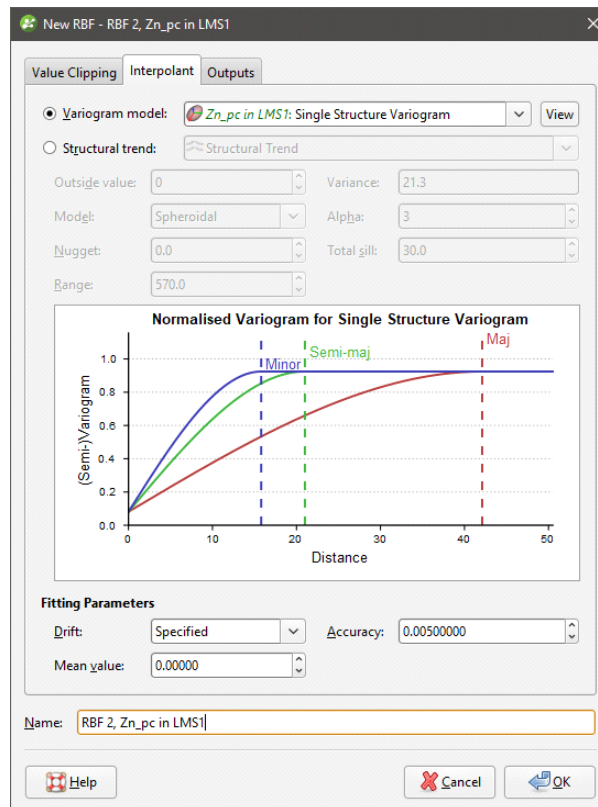 New RBF - RBF 2, Zn_pc in LMS1
Value Clipping Interpolant Outputs
Variogram model: Zn_pc in LMS1: Single Structure Variogram View
Structural trend: Structural Trend
Outside value: 0 Variance: 21.3
Model: Spheroidal Alpha: 3
Nugget: 0.0 Total sill: 30.0
Range: 570.0
Normalised Variogram for Single Structure Variogram
Maj
Semi-maj
Minor
1.0
0.8
0.6
0.4
0.2
0.0
(Semi-)Variogram
0 10 20 30 40 50
Distance
Fitting Parameters
Drift: Specified Accuracy: 0.00500000
Mean value: 0.00000
Name: RBF 2, Zn_pc in LMS1
Help Cancel OK